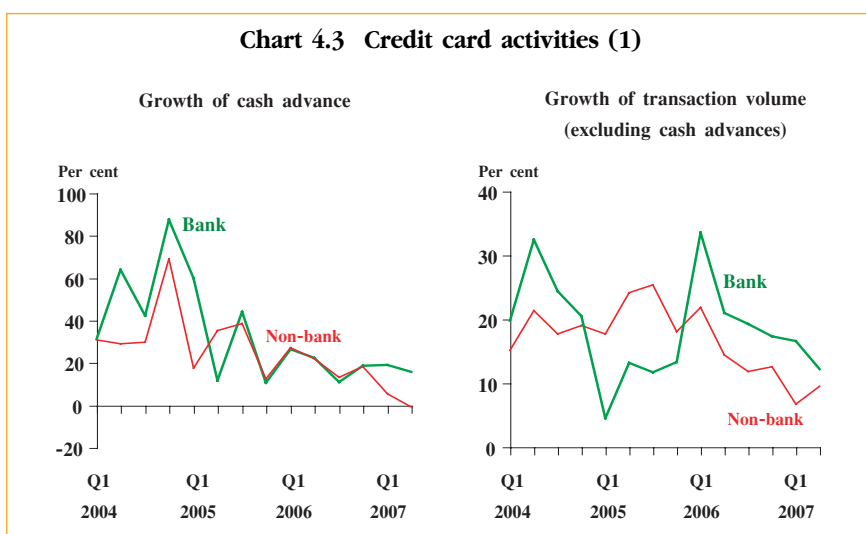 Chart 4.3 Credit card activities (1)
Growth of cash advance
Per cent
100
80
60
40
20
0
-20
Bank
Non-bank
Q1 Q1 Q1 Q1
2004 2005 2006 2007
Growth of transaction volume
(excluding cash advances)
Per cent
40
30
20
10
0
Bank
Non-bank
Q1 Q1 Q1 Q1
2004 2005 2006 2007